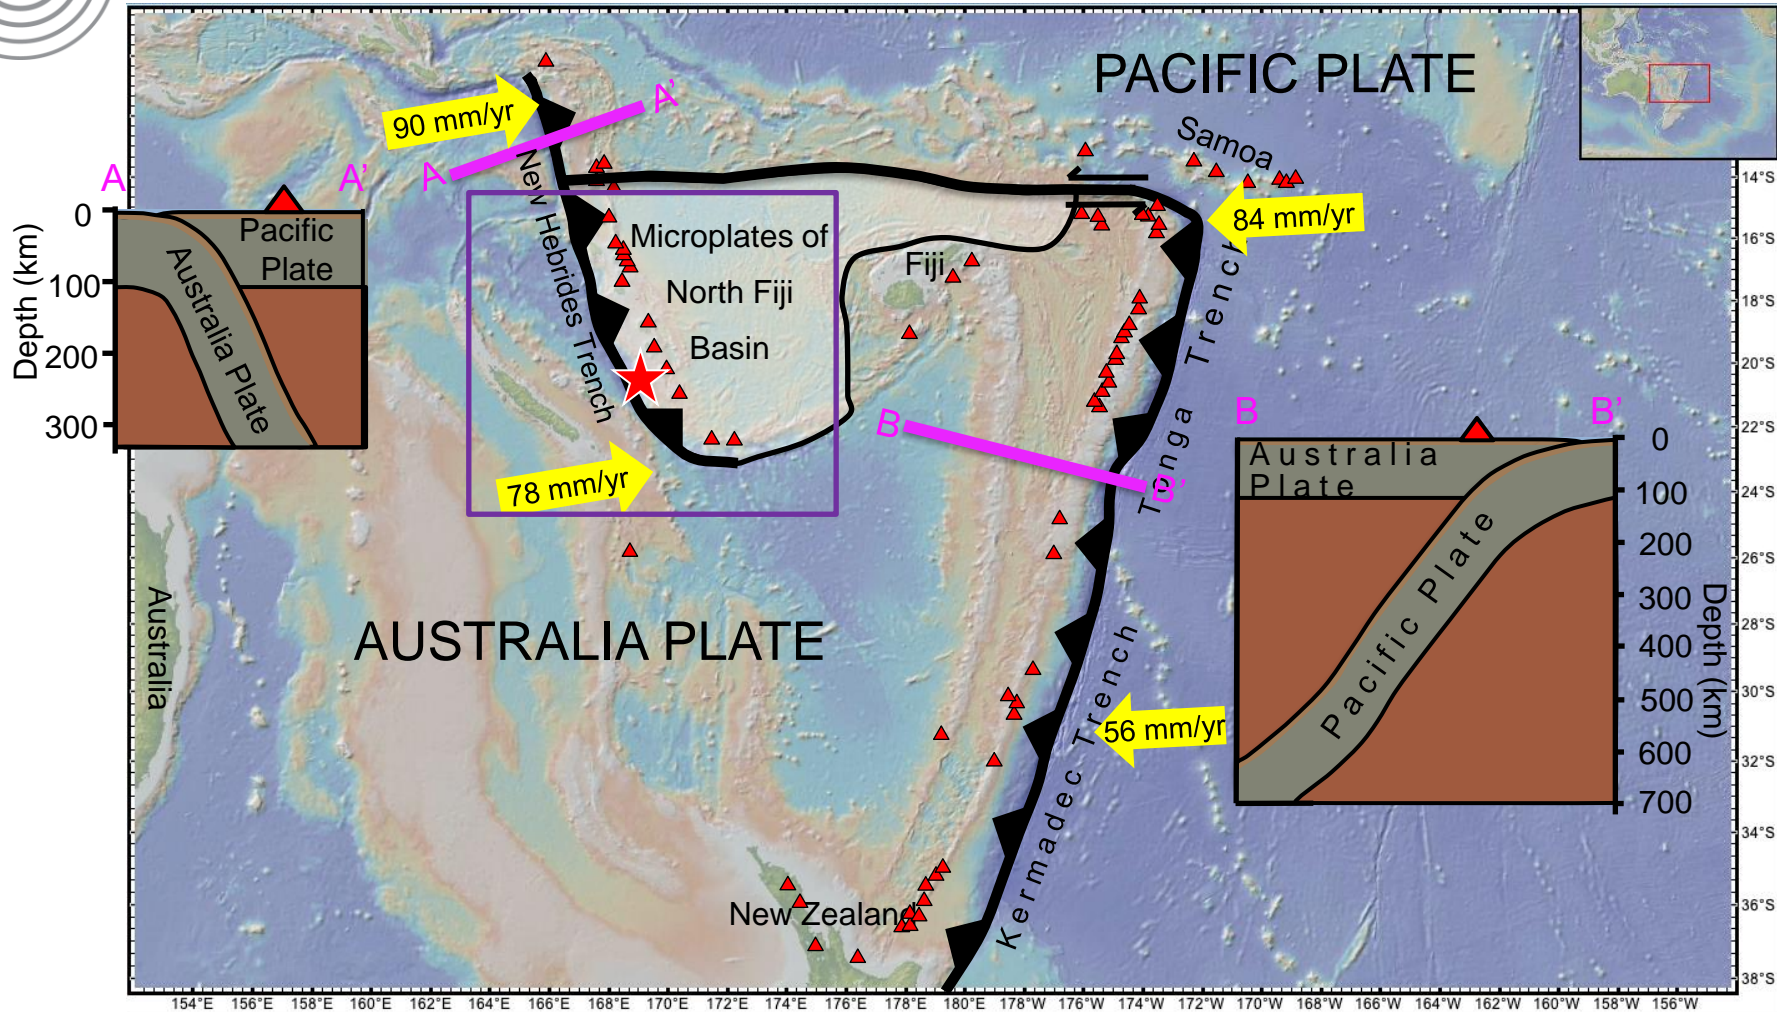 PACIFIC PLATE
90 mm/yr
A'
A
Samoa
New Hebrides Trench
84 mm/yr
Microplates of
North Fiji
Basin
Fiji
Tonga Trench
78 mm/yr
B
B'
AUSTRALIA PLATE
Australia
56 mm/yr
Kermadec Trench
New Zealand
A
A'
Depth (km)
0
100
200
300
Pacific
Plate
Australia Plate
B
B'
Australia
Plate
Pacific Plate
0
100
200
300
400
500
600
700
Depth (km)
14°S
16°S
18°S
20°S
22°S
24°S
26°S
28°S
30°S
32°S
34°S
36°S
38°S
154°E 156°E 158°E 160°E 162°E 164°E 166°E 168°E 170°E 172°E 174°E 176°E 178°E 180°E 178°W 176°W 174°W 172°W 170°W 168°W 166°W 164°W 162°W 160°W 158°W 156°W